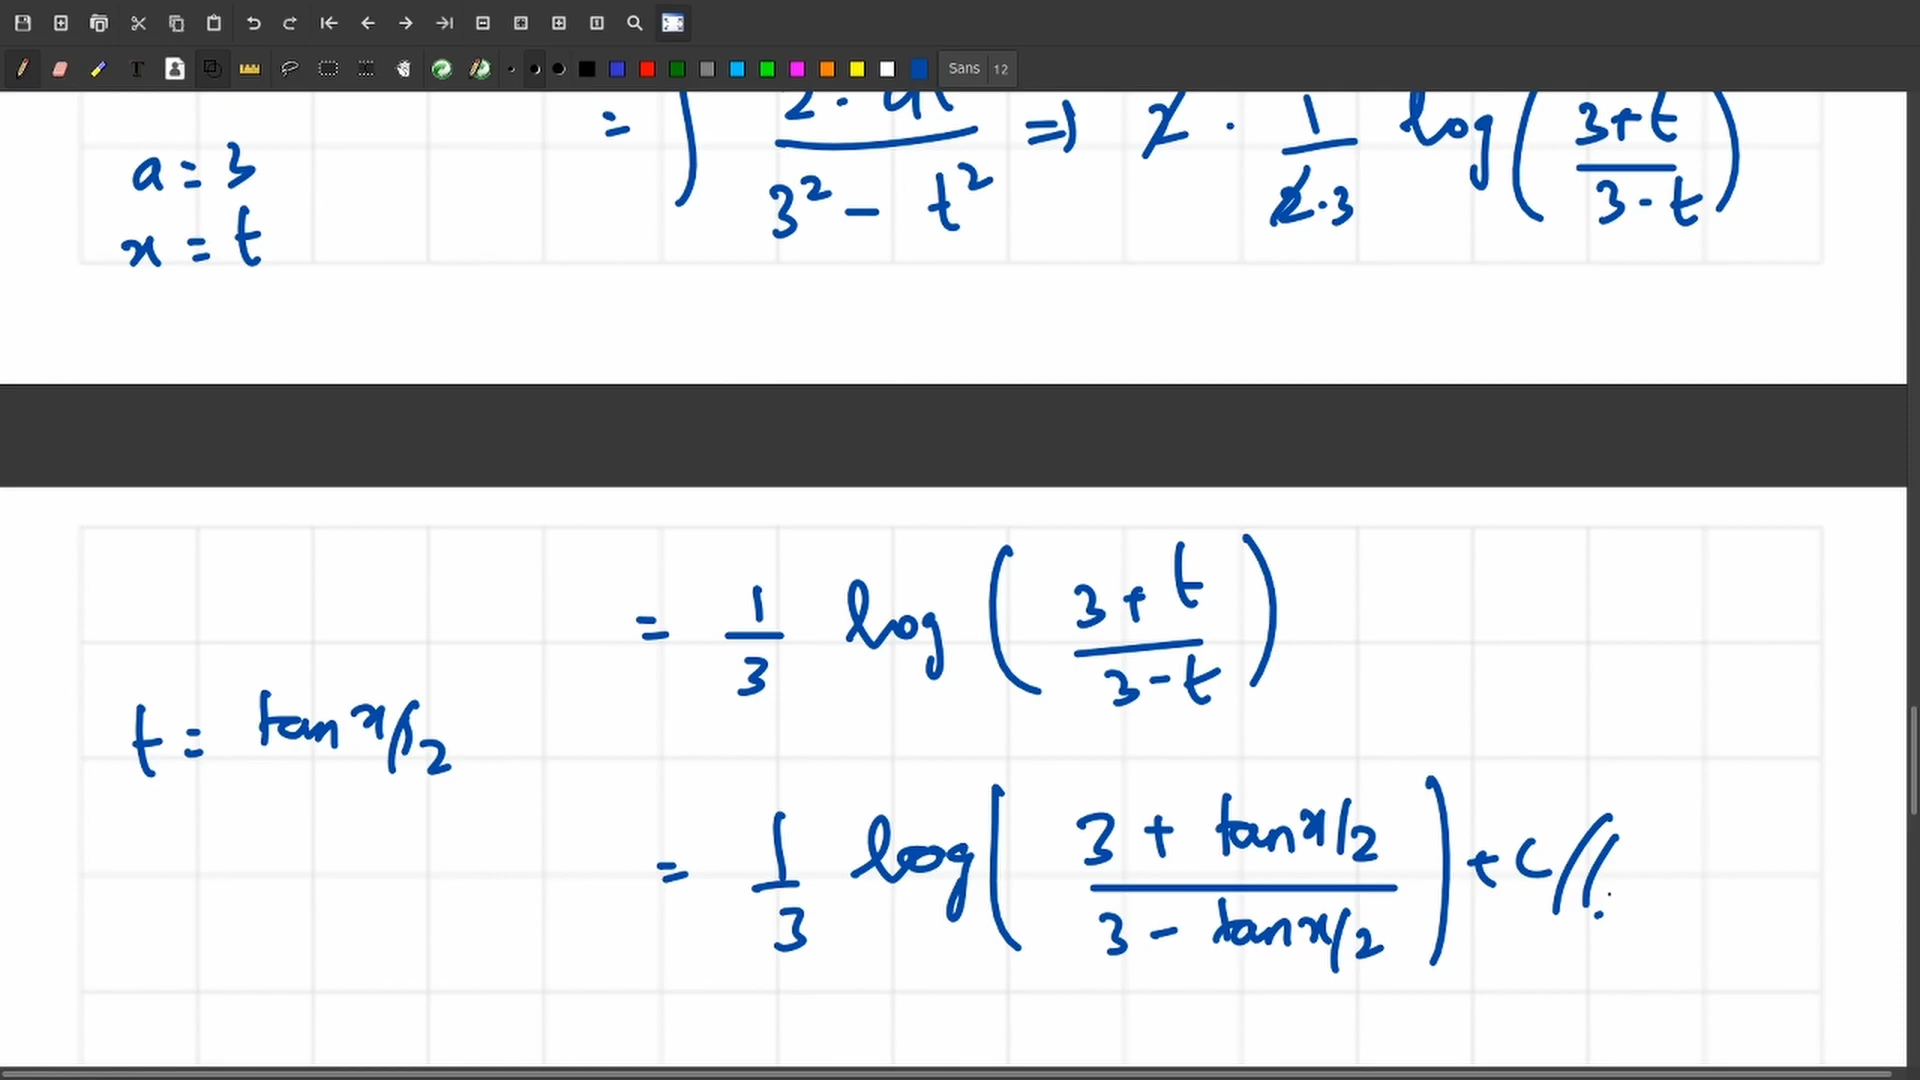 Sans 12
= ∫ 2·dt / (3² - t²) ⇒ 2 · 1/(2·3) log((3+t)/(3-t))
a = 3
x = t
= 1/3 log((3+t)/(3-t))
t = tan x/2
= 1/3 log((3 + tan x/2)/(3 - tan x/2)) + c //